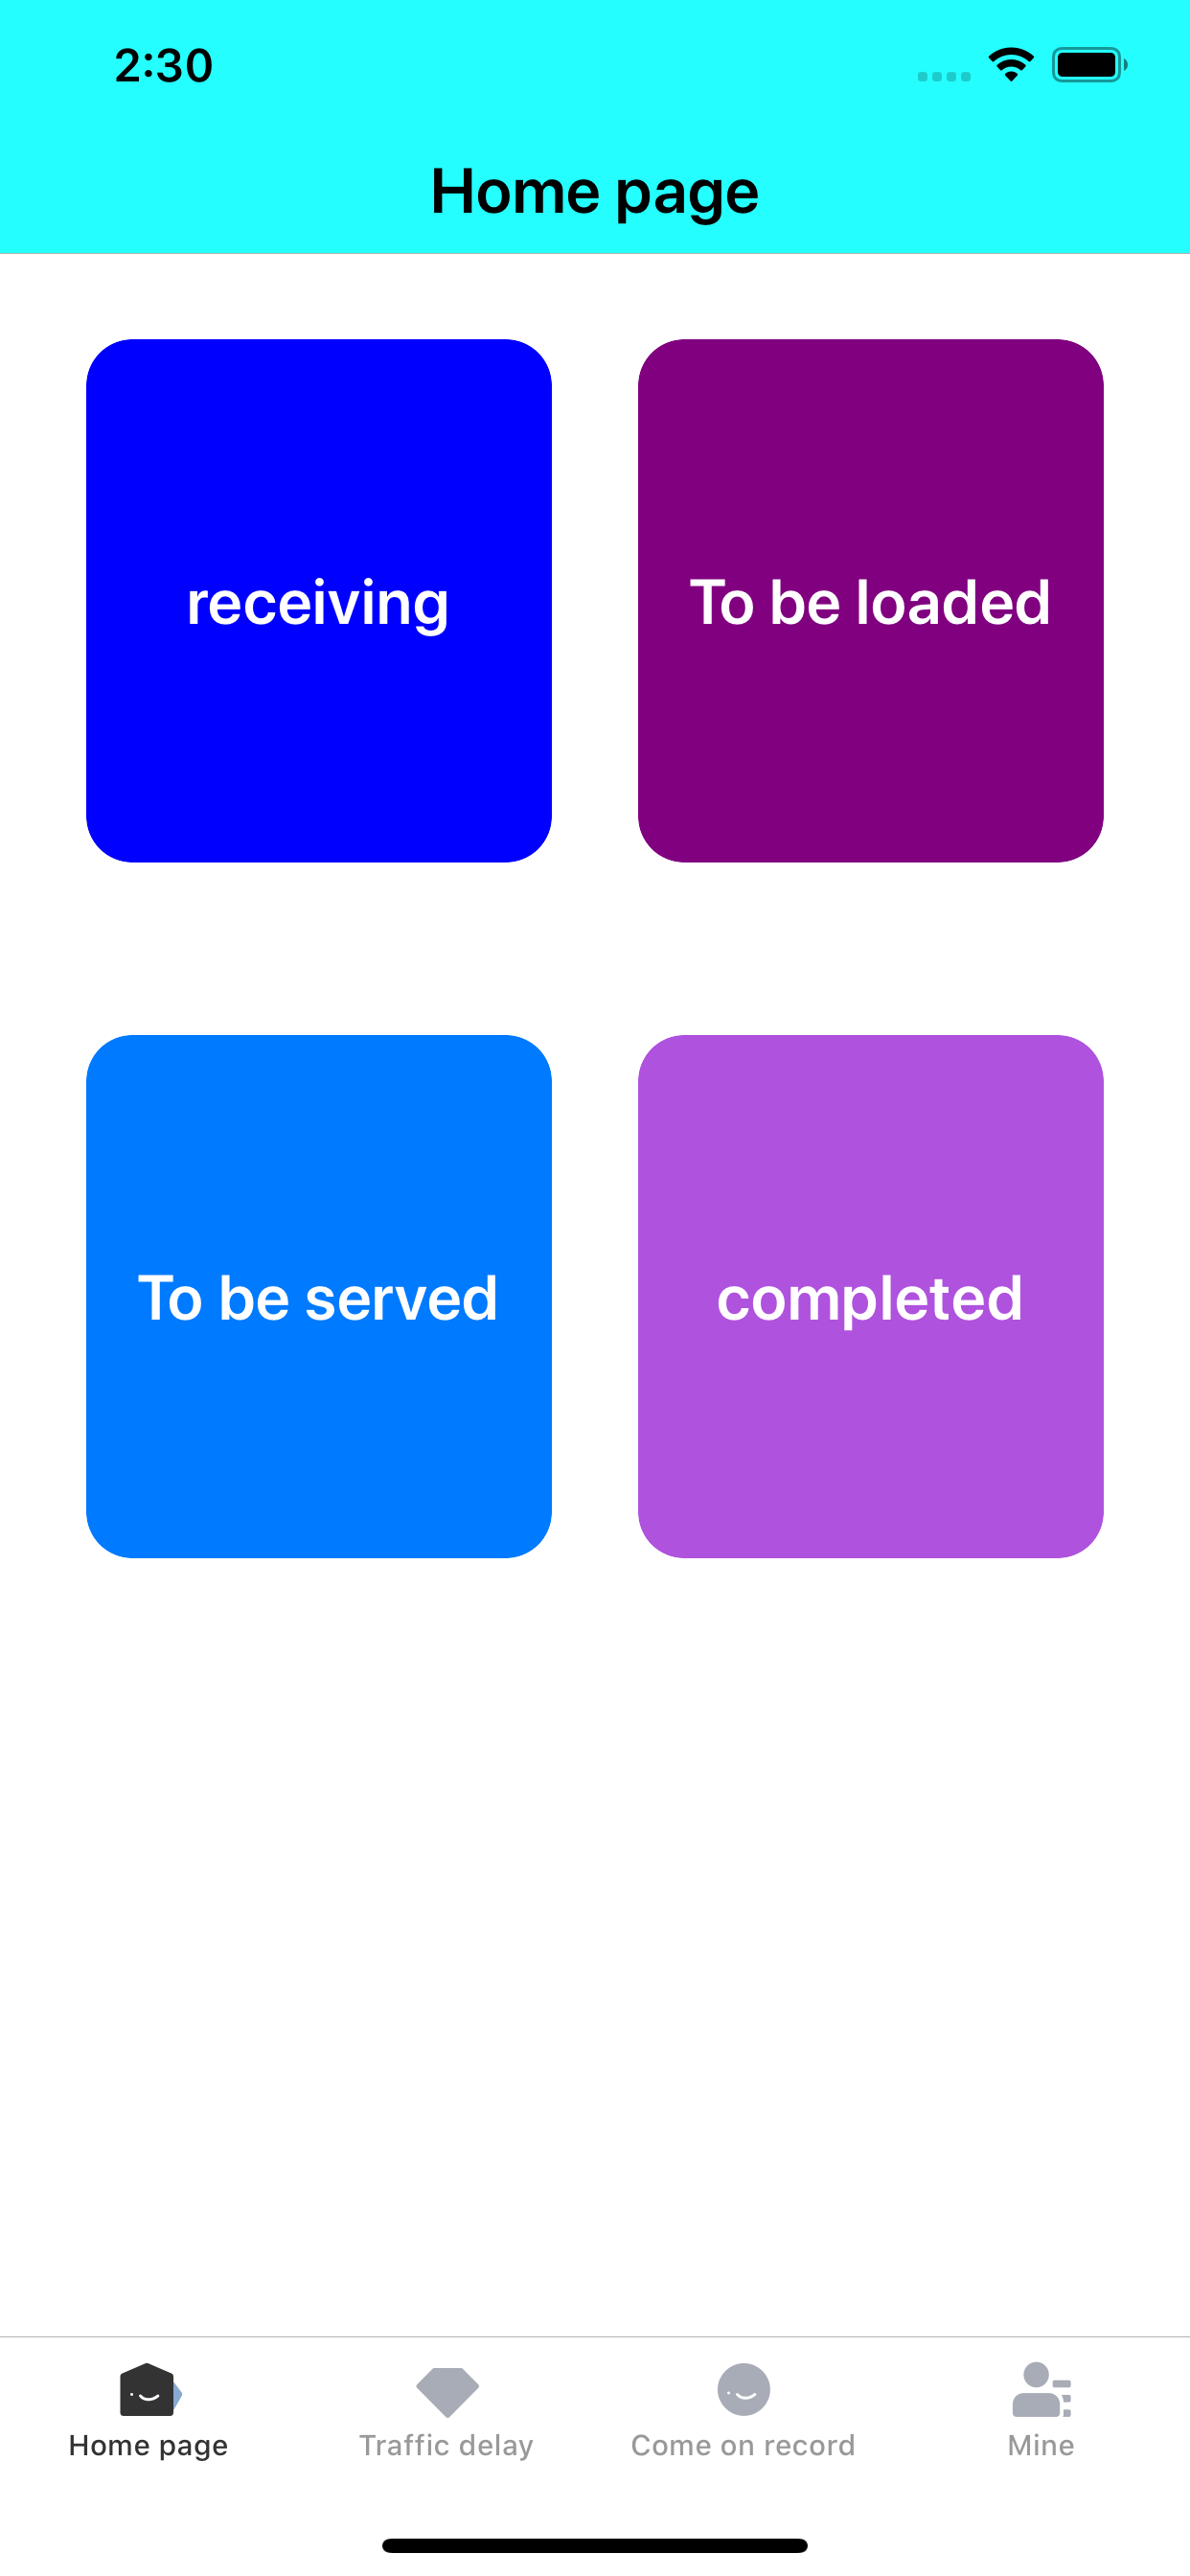 2:30
Home page
receiving
To be loaded
To be served
completed
Home page
Traffic delay
Come on record
Mine